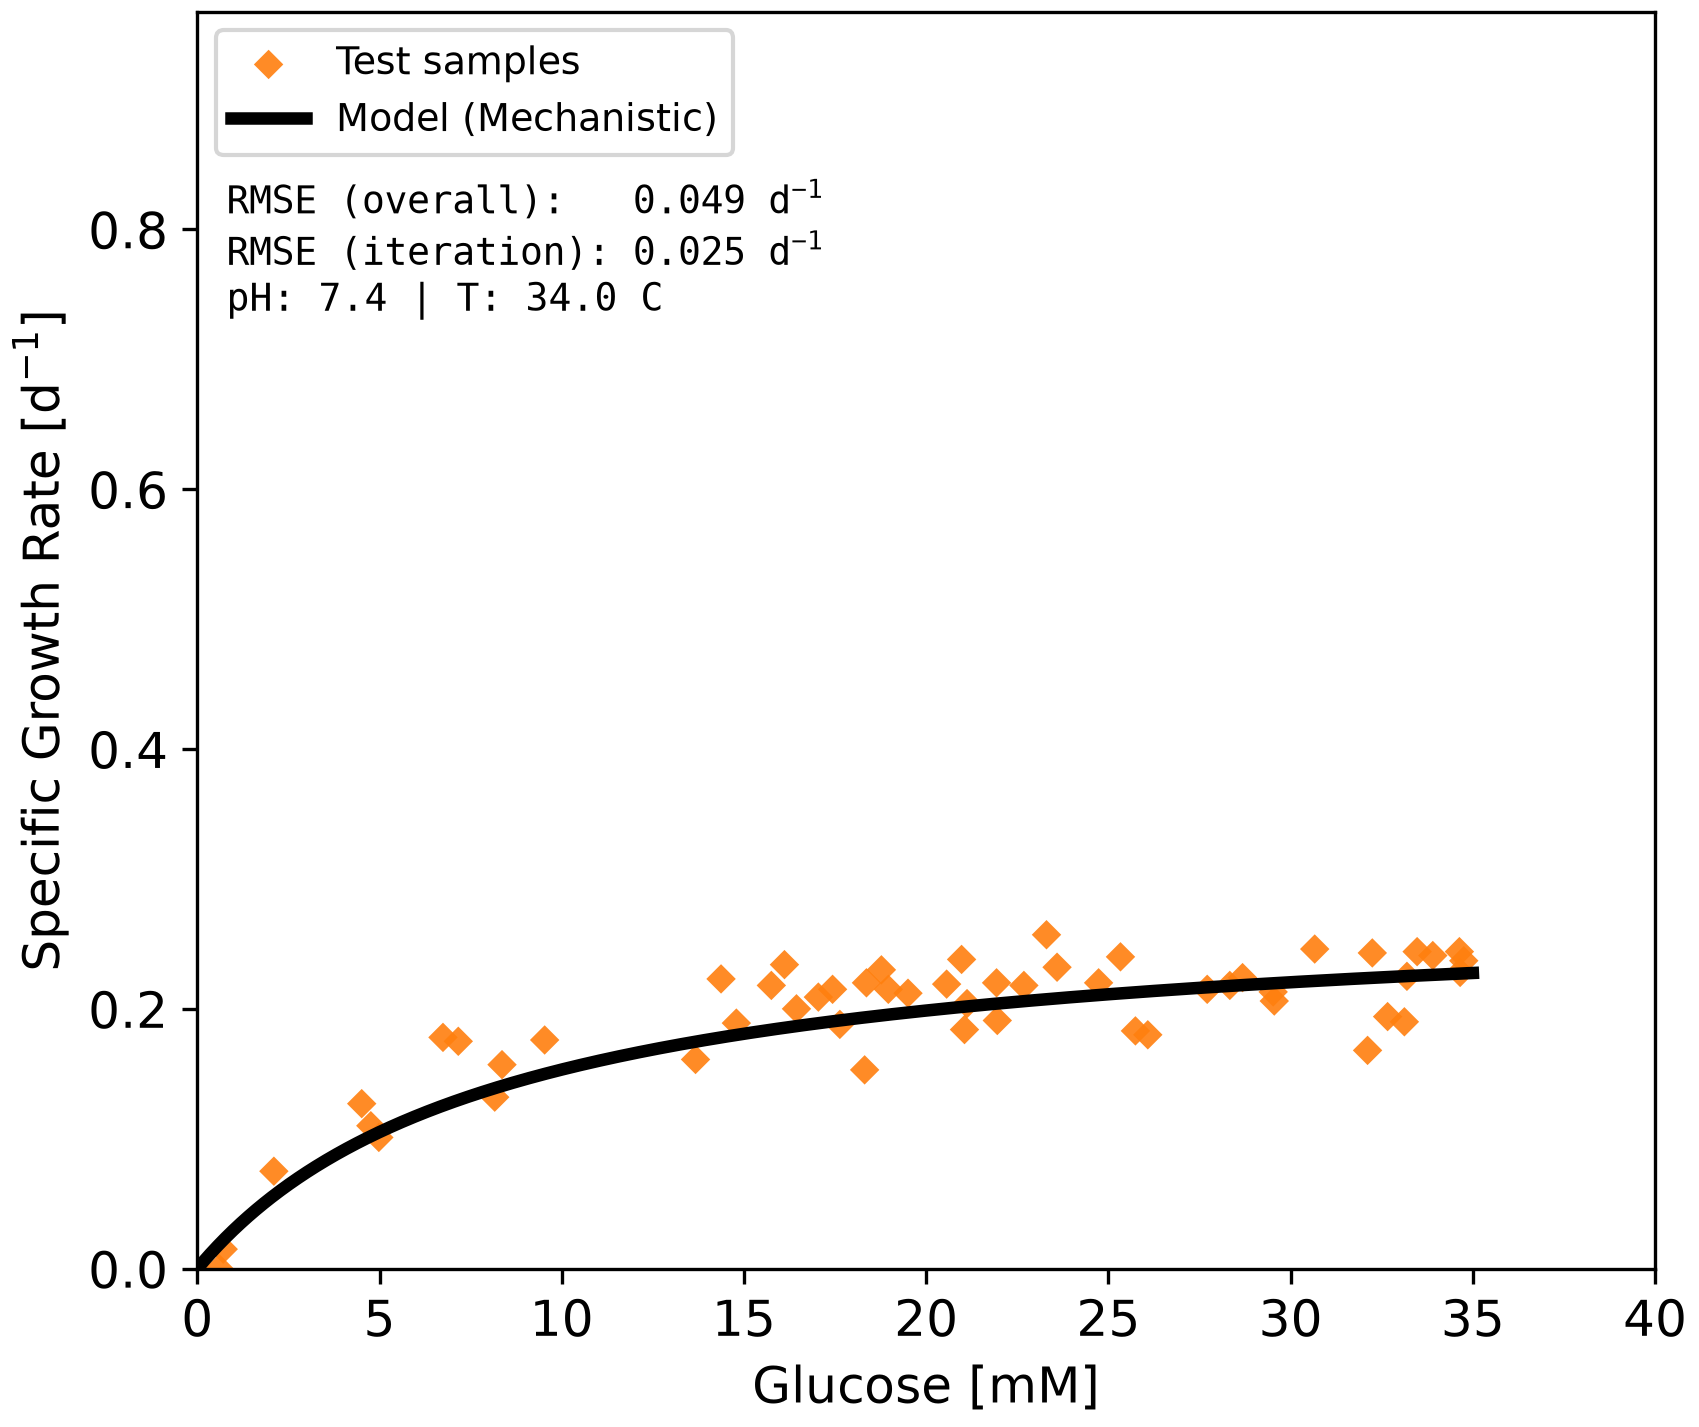 Test samples
Model (Mechanistic)
RMSE (overall):   0.049 d⁻¹
RMSE (iteration): 0.025 d⁻¹
pH: 7.4 | T: 34.0 C
Specific Growth Rate [d⁻¹]
0.8
0.6
0.4
0.2
0.0
0 5 10 15 20 25 30 35 40
Glucose [mM]